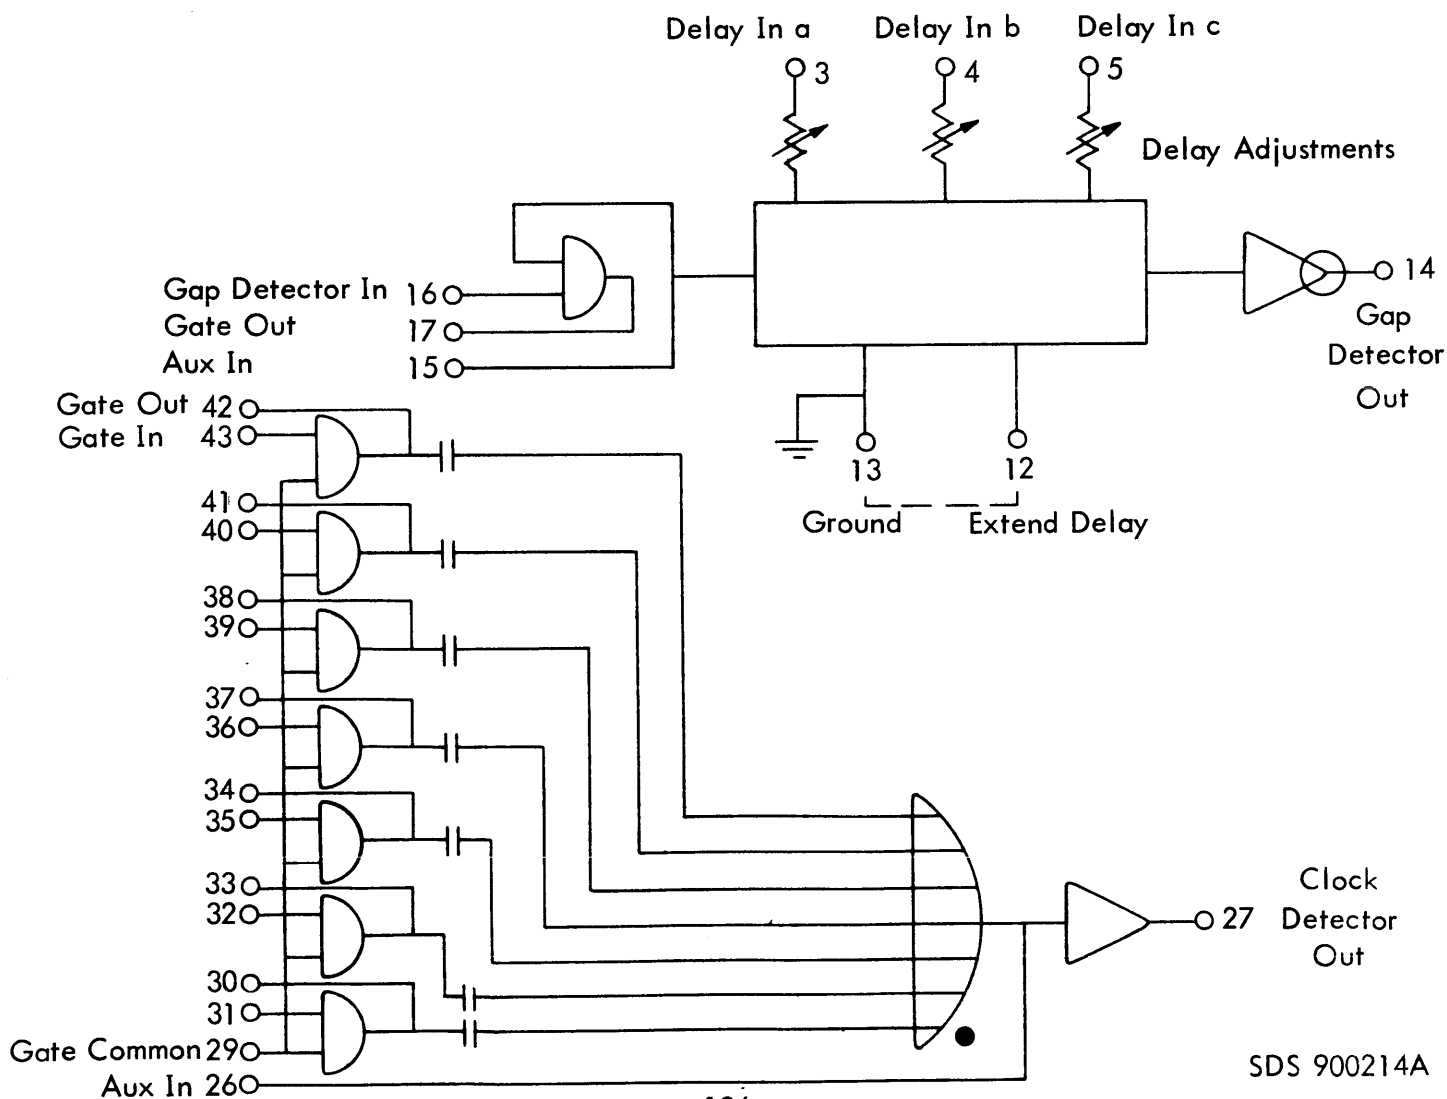 Delay In a Delay In b Delay In c
3 4 5
Delay Adjustments
Gap Detector In 16
Gate Out 17
Aux In 15
14
Gap
Detector
Out
13 12
Ground Extend Delay
Gate Out 42
Gate In 43
41
40
38
39
37
36
34
35
33
32
30
31
Gate Common 29
Aux In 26
27
Clock
Detector
Out
SDS 900214A